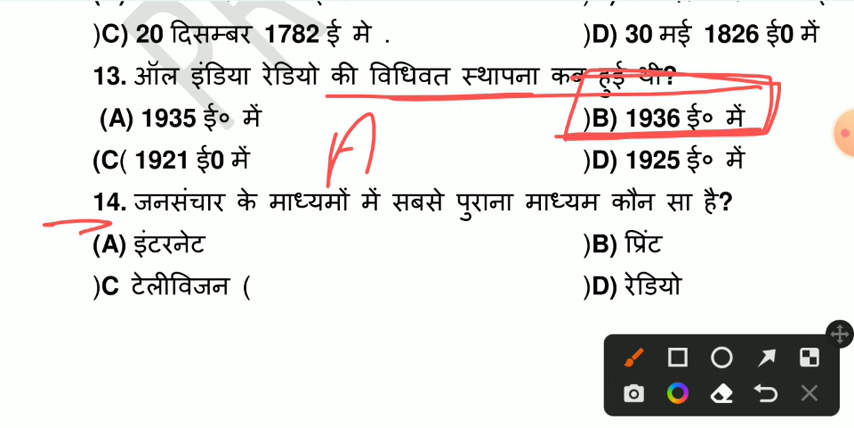 )C) 20 दिसम्बर 1782 ई मे .
)D) 30 मई 1826 ई0 में
13. ऑल इंडिया रेडियो की विधिवत स्थापना कब हुई थी?
(A) 1935 ई० में
)B) 1936 ई० में
A
(C( 1921 ई0 में
)D) 1925 ई० में
14. जनसंचार के माध्यमों में सबसे पुराना माध्यम कौन सा है?
(A) इंटरनेट
)B) प्रिंट
)C टेलीविजन (
)D) रेडियो